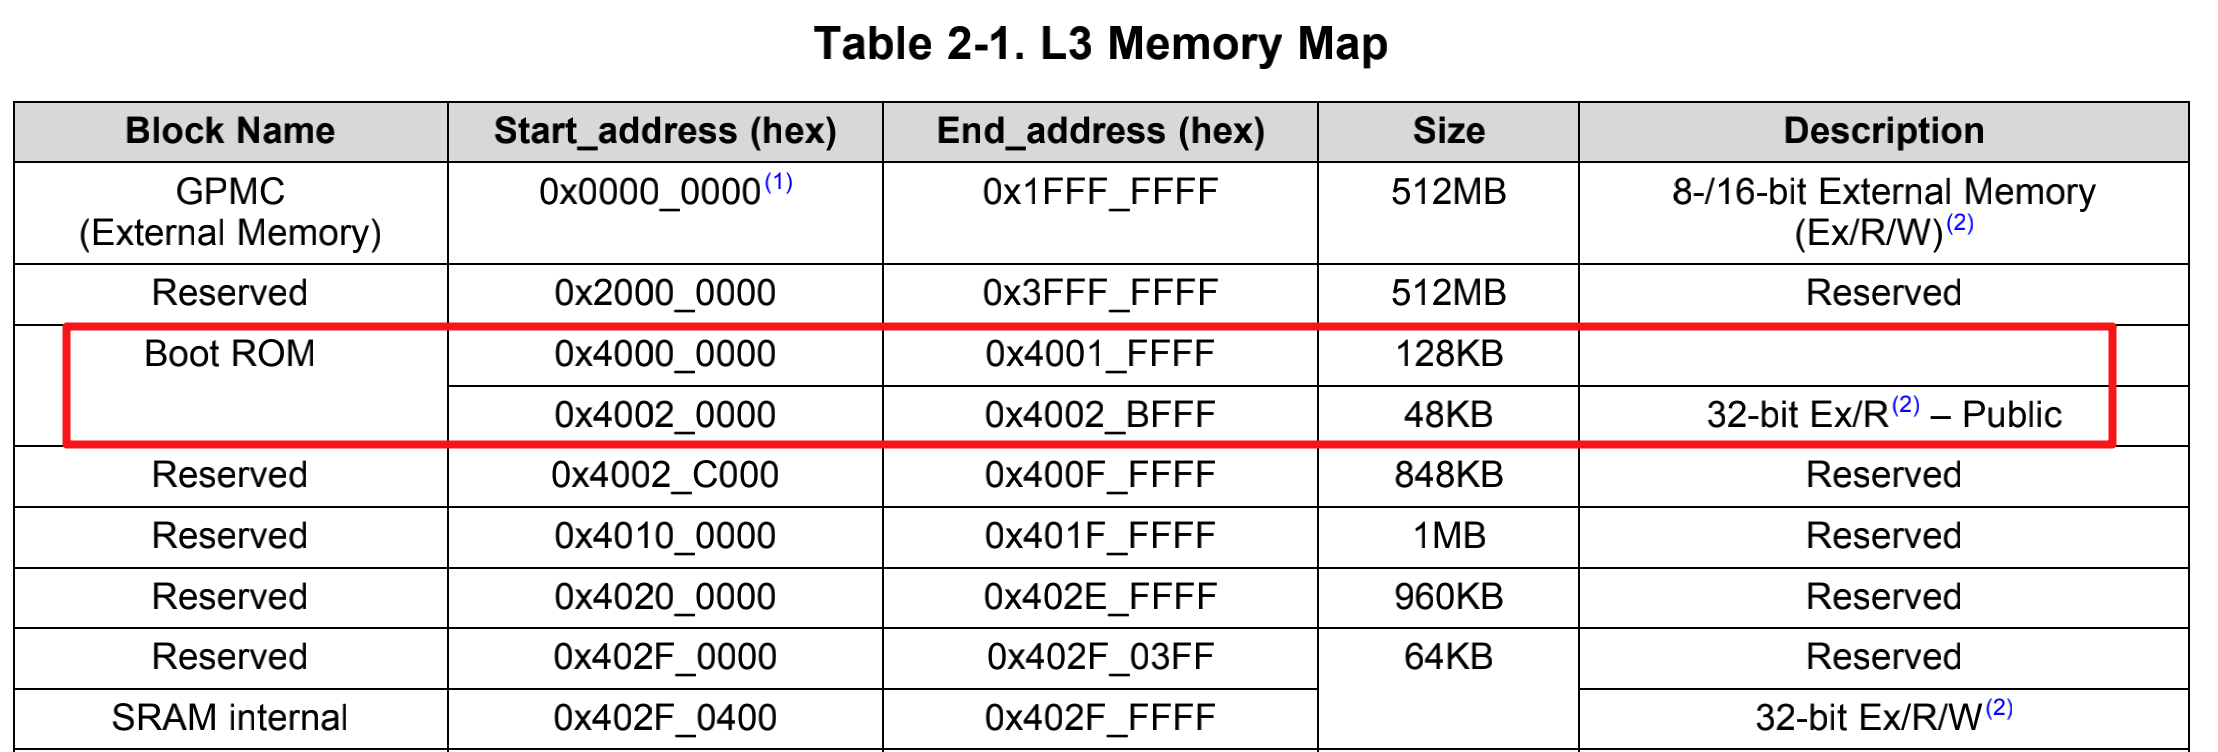 Table 2-1. L3 Memory Map
Block Name Start_address (hex) End_address (hex) Size Description
GPMC 0x0000_0000(1) 0x1FFF_FFFF 512MB 8-/16-bit External Memory
(External Memory) (Ex/R/W)(2)
Reserved 0x2000_0000 0x3FFF_FFFF 512MB Reserved
Boot ROM 0x4000_0000 0x4001_FFFF 128KB
0x4002_0000 0x4002_BFFF 48KB 32-bit Ex/R(2) – Public
Reserved 0x4002_C000 0x400F_FFFF 848KB Reserved
Reserved 0x4010_0000 0x401F_FFFF 1MB Reserved
Reserved 0x4020_0000 0x402E_FFFF 960KB Reserved
Reserved 0x402F_0000 0x402F_03FF 64KB Reserved
SRAM internal 0x402F_0400 0x402F_FFFF 32-bit Ex/R/W(2)